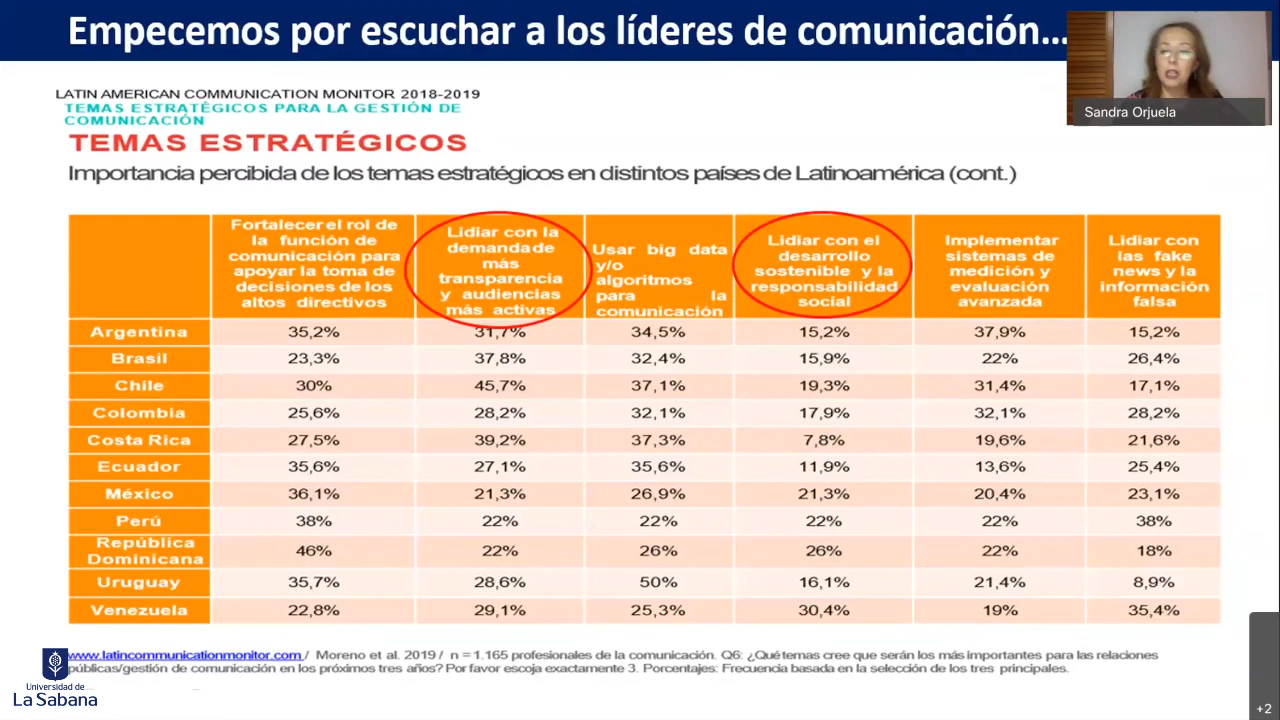 Empecemos por escuchar a los líderes de comunicación...
Sandra Orjuela
LATIN AMERICAN COMMUNICATION MONITOR 2018-2019
TEMAS ESTRATÉGICOS PARA LA GESTIÓN DE
COMUNICACIÓN
TEMAS ESTRATÉGICOS
Importancia percibida de los temas estratégicos en distintos países de Latinoamérica (cont.)
Fortalecer el rol de
la función de
comunicación para
apoyar la toma de
decisiones de los
altos directivos
Lidiar con la
demanda de
más
transparencia
y audiencias
más activas
Usar big data
y/o
algoritmos
para la
comunicación
Lidiar con el
desarrollo
sostenible y la
responsabilidad
social
Implementar
sistemas de
medición y
evaluación
avanzada
Lidiar con
las fake
news y la
información
falsa
Argentina 35,2% 31,7% 34,5% 15,2% 37,9% 15,2%
Brasil 23,3% 37,8% 32,4% 15,9% 22% 26,4%
Chile 30% 45,7% 37,1% 19,3% 31,4% 17,1%
Colombia 25,6% 28,2% 32,1% 17,9% 32,1% 28,2%
Costa Rica 27,5% 39,2% 37,3% 7,8% 19,6% 21,6%
Ecuador 35,6% 27,1% 35,6% 11,9% 13,6% 25,4%
México 36,1% 21,3% 26,9% 21,3% 20,4% 23,1%
Perú 38% 22% 22% 22% 22% 38%
República
Dominicana 46% 22% 26% 26% 22% 18%
Uruguay 35,7% 28,6% 50% 16,1% 21,4% 8,9%
Venezuela 22,8% 29,1% 25,3% 30,4% 19% 35,4%
www.latincommunicationmonitor.com / Moreno et al. 2019 / n = 1.165 profesionales de la comunicación. Q6: ¿Qué temas cree que serán los más importantes para las relaciones
públicas/gestión de comunicación en los próximos tres años? Por favor escoja exactamente 3. Porcentajes: Frecuencia basada en la selección de los tres principales.
Universidad de
La Sabana
+2